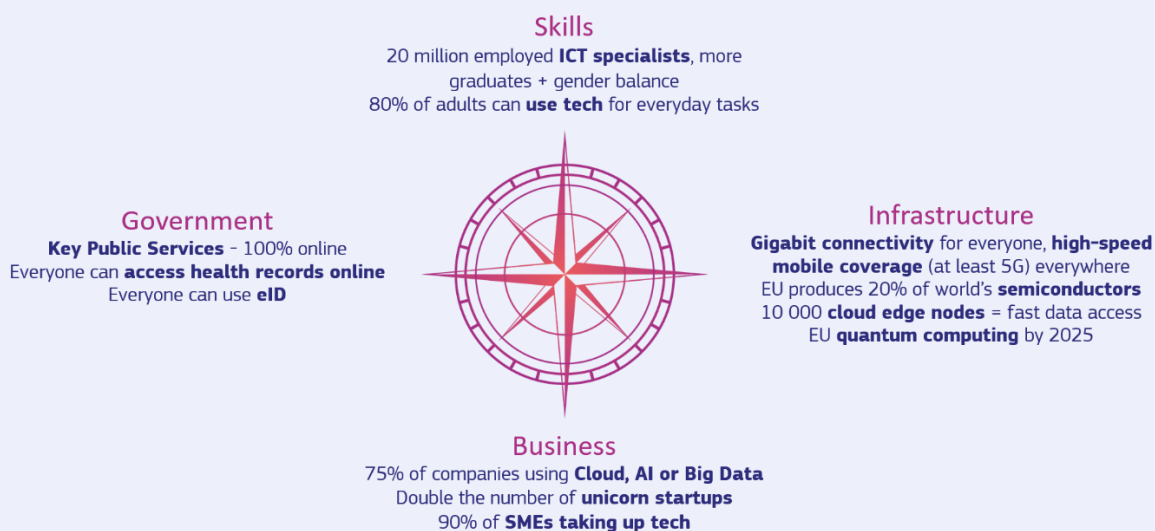 Skills
20 million employed ICT specialists, more
graduates + gender balance
80% of adults can use tech for everyday tasks
Government
Key Public Services - 100% online
Everyone can access health records online
Everyone can use eID
Infrastructure
Gigabit connectivity for everyone, high-speed
mobile coverage (at least 5G) everywhere
EU produces 20% of world's semiconductors
10 000 cloud edge nodes = fast data access
EU quantum computing by 2025
Business
75% of companies using Cloud, AI or Big Data
Double the number of unicorn startups
90% of SMEs taking up tech